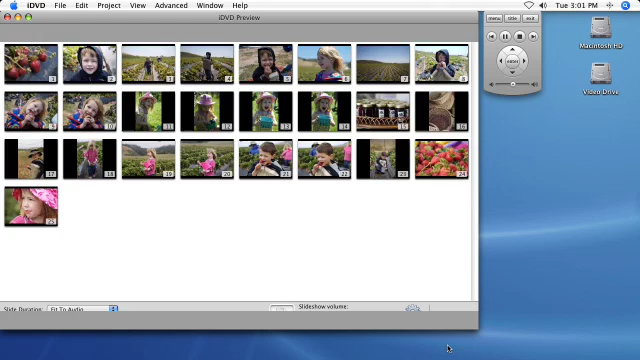 iDVD File Edit Project View Advanced Window Help Tue 3:01 PM
iDVD Preview
menu title exit
enter
Macintosh HD
Video Drive
1 2 3 4 5 6 7 8
9 10 11 12 13 14 15 16
17 18 19 20 21 22 23 24
25
Slide Duration: Fit To Audio
Slideshow volume: